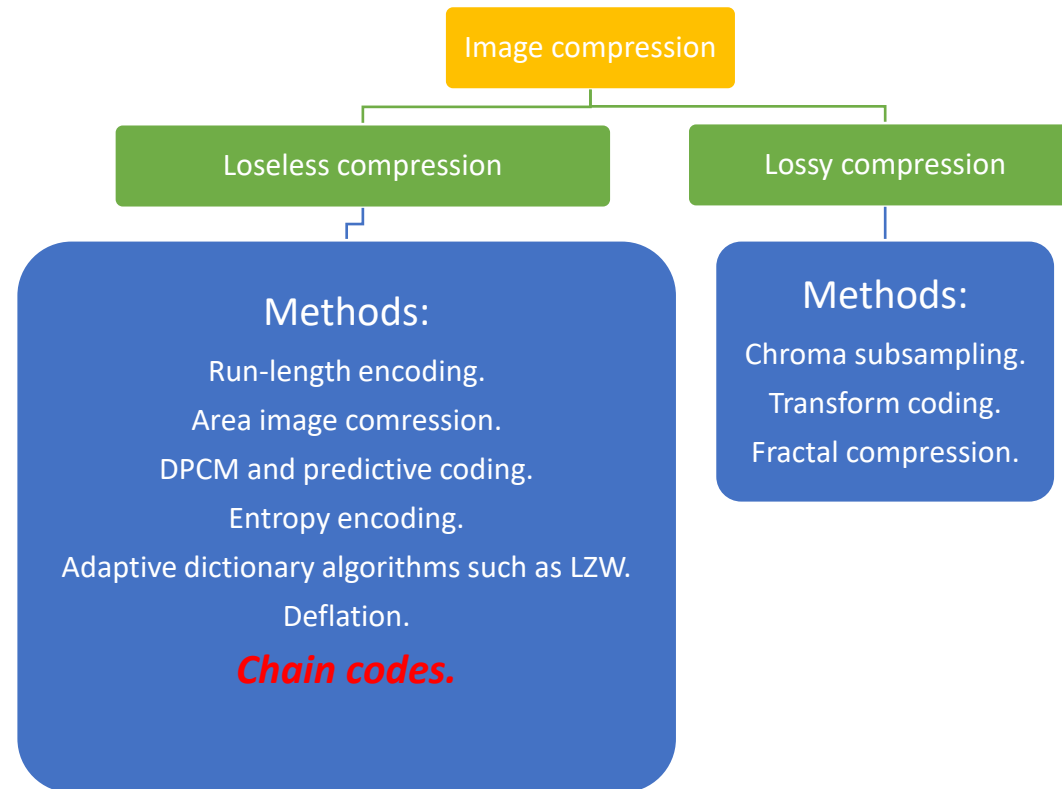 Image compression
Loseless compression
Lossy compression
Methods:
Run-length encoding.
Area image comression.
DPCM and predictive coding.
Entropy encoding.
Adaptive dictionary algorithms such as LZW.
Deflation.
Chain codes.
Methods:
Chroma subsampling.
Transform coding.
Fractal compression.